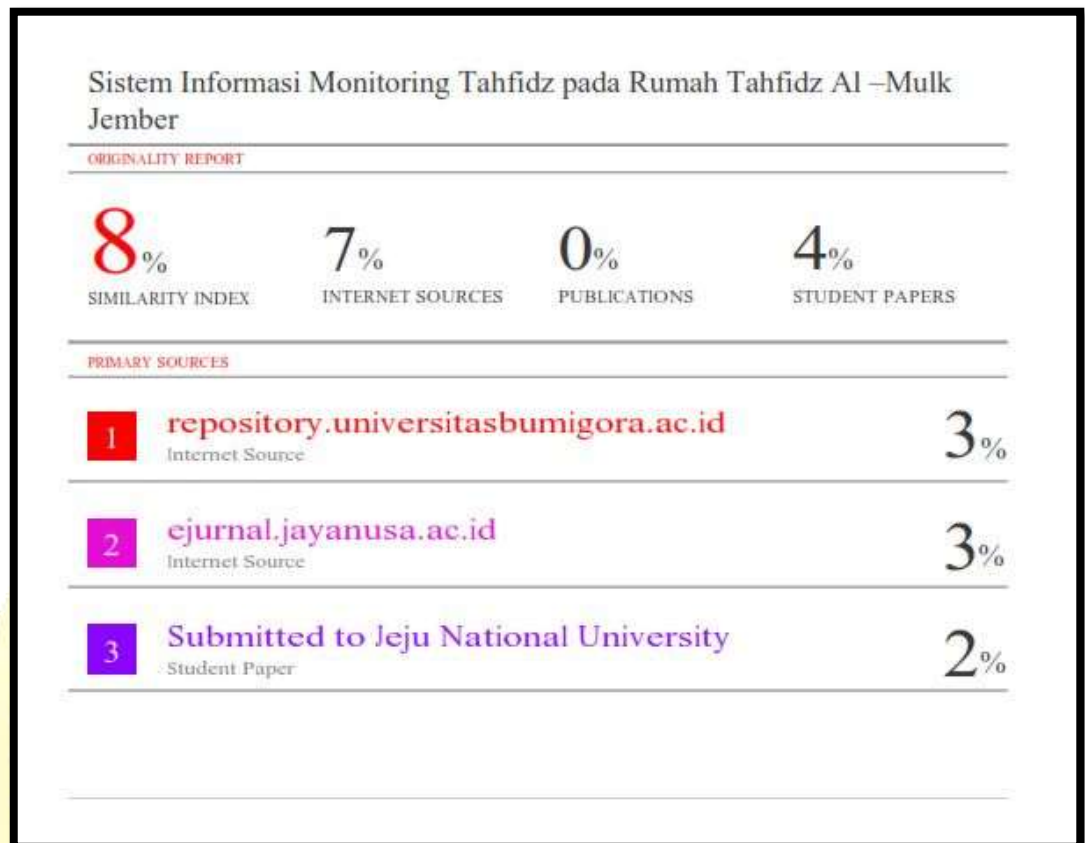 Sistem Informasi Monitoring Tahfidz pada Rumah Tahfidz Al –Mulk
Jember
ORIGINALITY REPORT
8% 7% 0% 4%
SIMILARITY INDEX INTERNET SOURCES PUBLICATIONS STUDENT PAPERS
PRIMARY SOURCES
1 repository.universitasbumigora.ac.id 3%
Internet Source
2 ejurnal.jayanusa.ac.id 3%
Internet Source
3 Submitted to Jeju National University 2%
Student Paper